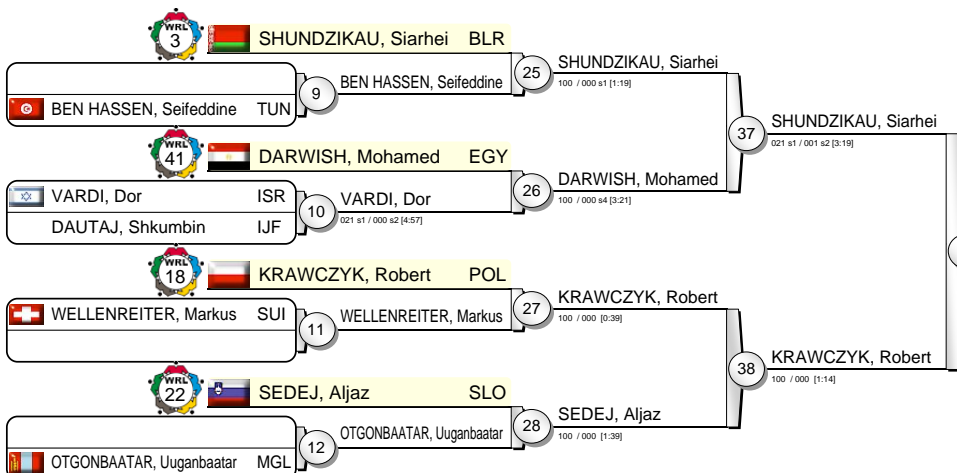 WRL
3
SHUNDZIKAU, Siarhei BLR
BEN HASSEN, Seifeddine TUN
9
BEN HASSEN, Seifeddine
25
SHUNDZIKAU, Siarhei
100 / 000 s1 [1:19]
WRL
41
DARWISH, Mohamed EGY
VARDI, Dor ISR
DAUTAJ, Shkumbin IJF
10
VARDI, Dor
021 s1 / 000 s2 [4:57]
26
DARWISH, Mohamed
100 / 000 s4 [3:21]
37
SHUNDZIKAU, Siarhei
021 s1 / 001 s2 [3:19]
WRL
18
KRAWCZYK, Robert POL
WELLENREITER, Markus SUI
11
WELLENREITER, Markus
27
KRAWCZYK, Robert
100 / 000 [0:39]
WRL
22
SEDEJ, Aljaz SLO
OTGONBAATAR, Uuganbaatar MGL
12
OTGONBAATAR, Uuganbaatar
28
SEDEJ, Aljaz
100 / 000 [1:39]
38
KRAWCZYK, Robert
100 / 000 [1:14]